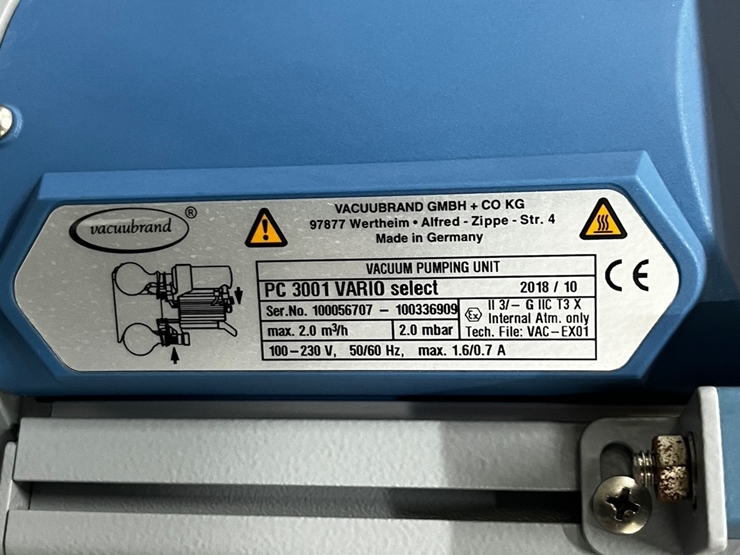 vacuubrand ®
VACUUBRAND GMBH + CO KG
97877 Wertheim • Alfred - Zippe - Str. 4
Made in Germany
VACUUM PUMPING UNIT
PC 3001 VARIO select 2018 / 10
Ser.No. 100056707 – 100336909
max. 2.0 m³/h 2.0 mbar
Ex II 3/– G IIC T3 X
Internal Atm. only
Tech. File: VAC–EX01
100–230 V, 50/60 Hz, max. 1.6/0.7 A
CE